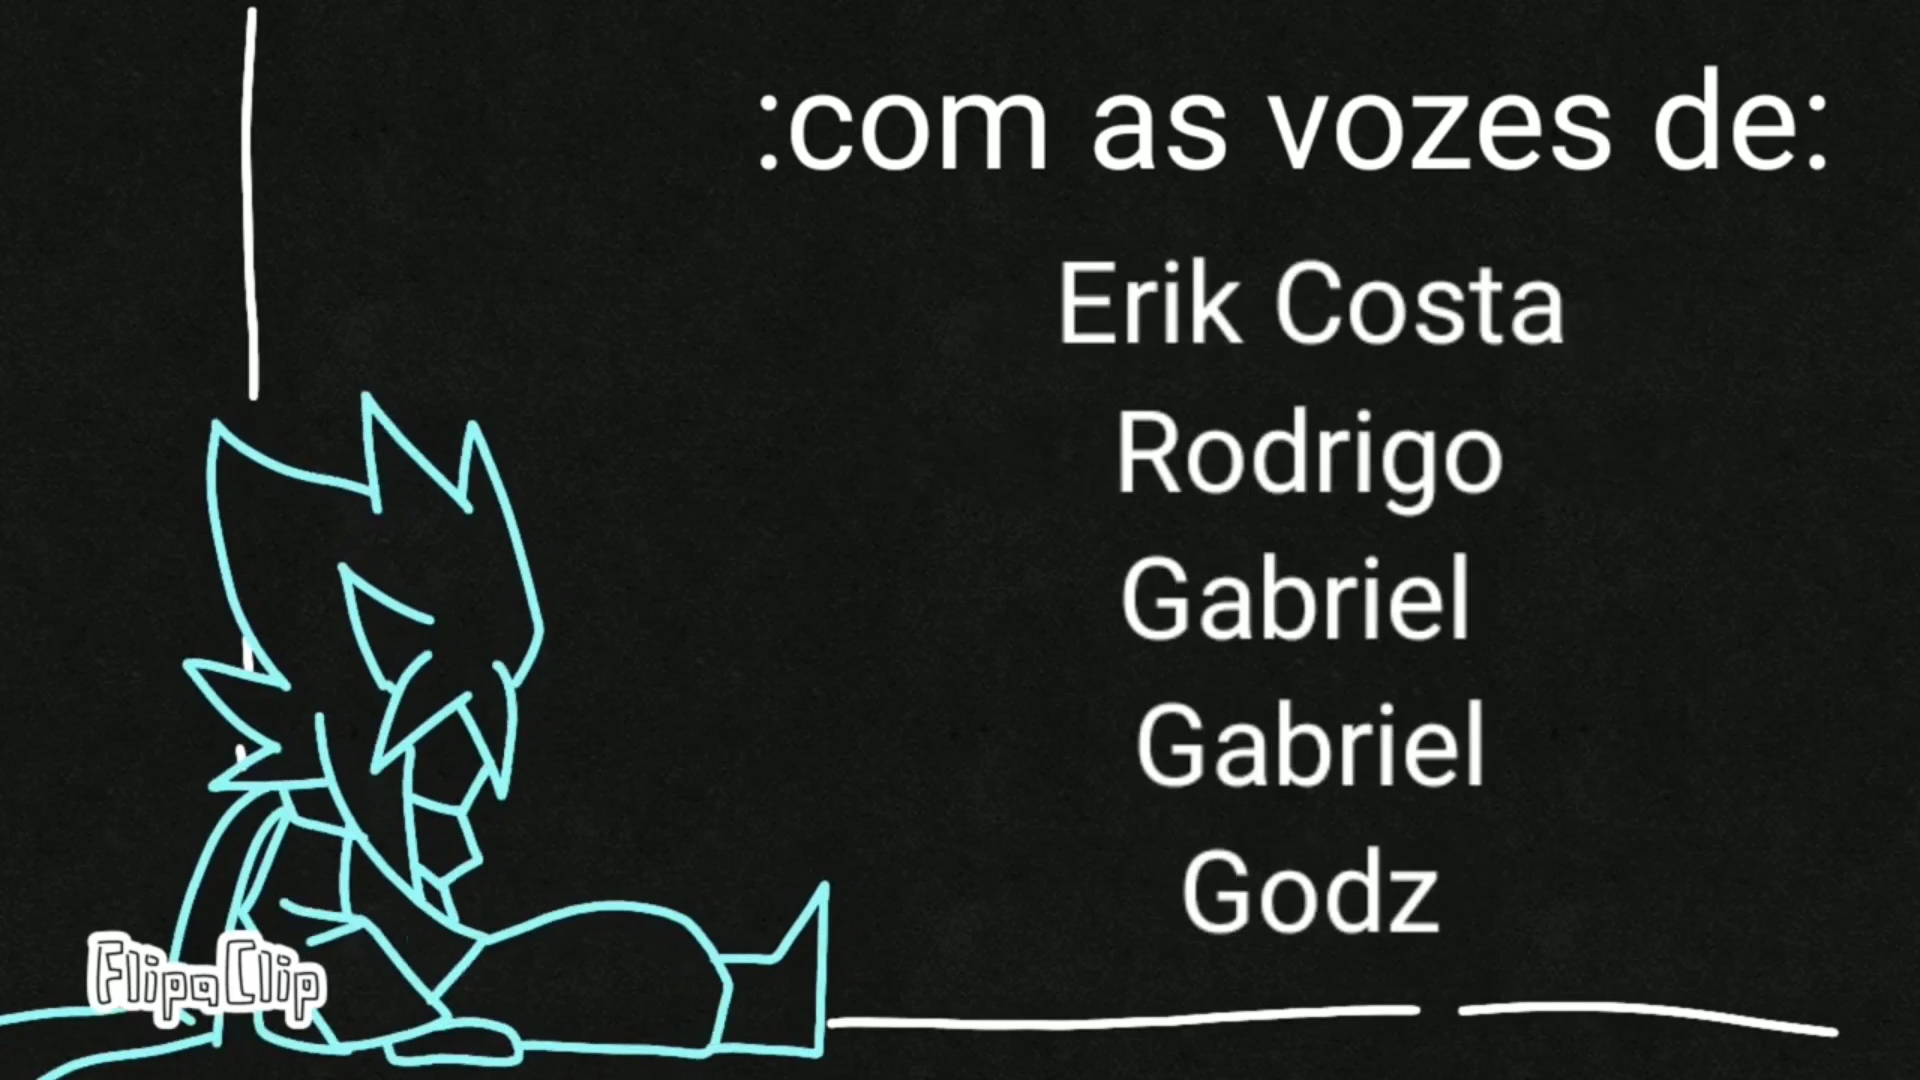 :com as vozes de:
Erik Costa
Rodrigo
Gabriel
Gabriel
Godz
FlipaClip